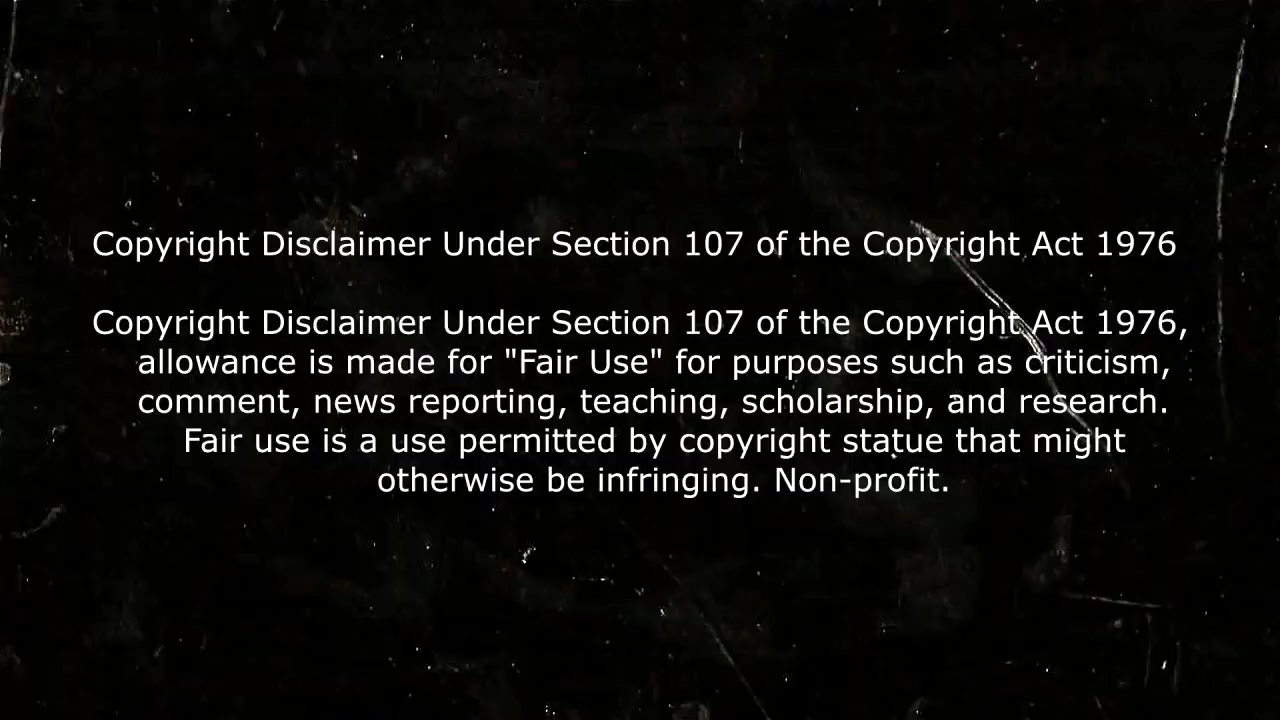 Copyright Disclaimer Under Section 107 of the Copyright Act 1976
Copyright Disclaimer Under Section 107 of the Copyright Act 1976,
allowance is made for "Fair Use" for purposes such as criticism,
comment, news reporting, teaching, scholarship, and research.
Fair use is a use permitted by copyright statue that might
otherwise be infringing. Non-profit.